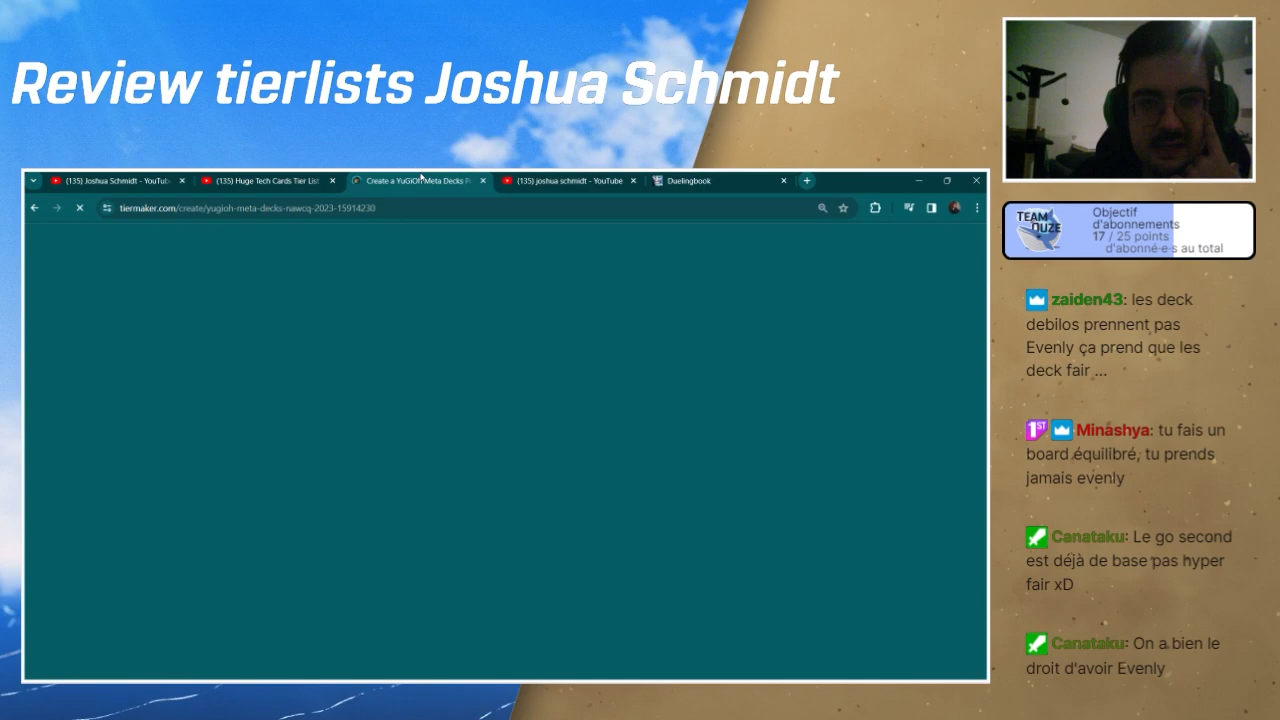 Review tierlists Joshua Schmidt
(135) Joshua Schmidt - YouTub
(135) Huge Tech Cards Tier List
Create a YuGiOh Meta Decks
(135) joshua schmidt - YouTube
Duelingbook
tiermaker.com/create/yugioh-meta-decks-nawcq-2023-15914230
TEAM
OUZE
Objectif
d'abonnements
17 / 25 points
d'abonné·e·s au total
zaiden43: les deck
debilos prennent pas
Evenly ça prend que les
deck fair ...
1ST Minashya: tu fais un
board équilibré, tu prends
jamais evenly
Canataku: Le go second
est déjà de base pas hyper
fair xD
Canataku: On a bien le
droit d'avoir Evenly